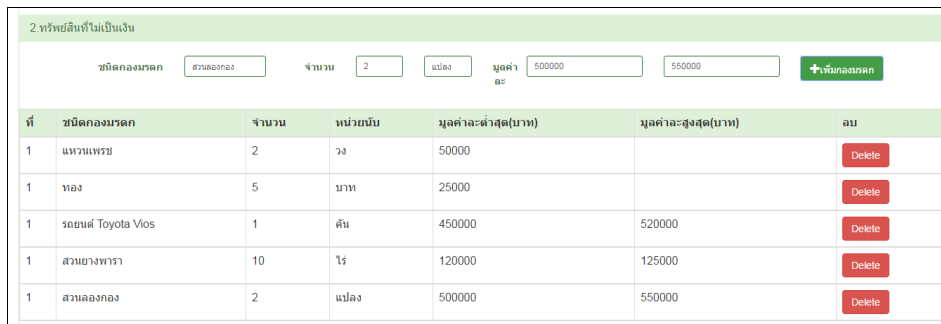 2.ทรัพย์สินที่ไม่เป็นเงิน
ชนิดกองมรดก สวนลองกอง จำนวน 2 แปลง มูลค่า 500000 550000 +เพิ่มกองมรดก
ละ
ที่ ชนิดกองมรดก จำนวน หน่วยนับ มูลค่าละต่ำสุด(บาท) มูลค่าละสูงสุด(บาท) ลบ
1 แหวนเพรช 2 วง 50000 Delete
1 ทอง 5 บาท 25000 Delete
1 รถยนต์ Toyota Vios 1 คัน 450000 520000 Delete
1 สวนยางพารา 10 ไร่ 120000 125000 Delete
1 สวนลองกอง 2 แปลง 500000 550000 Delete